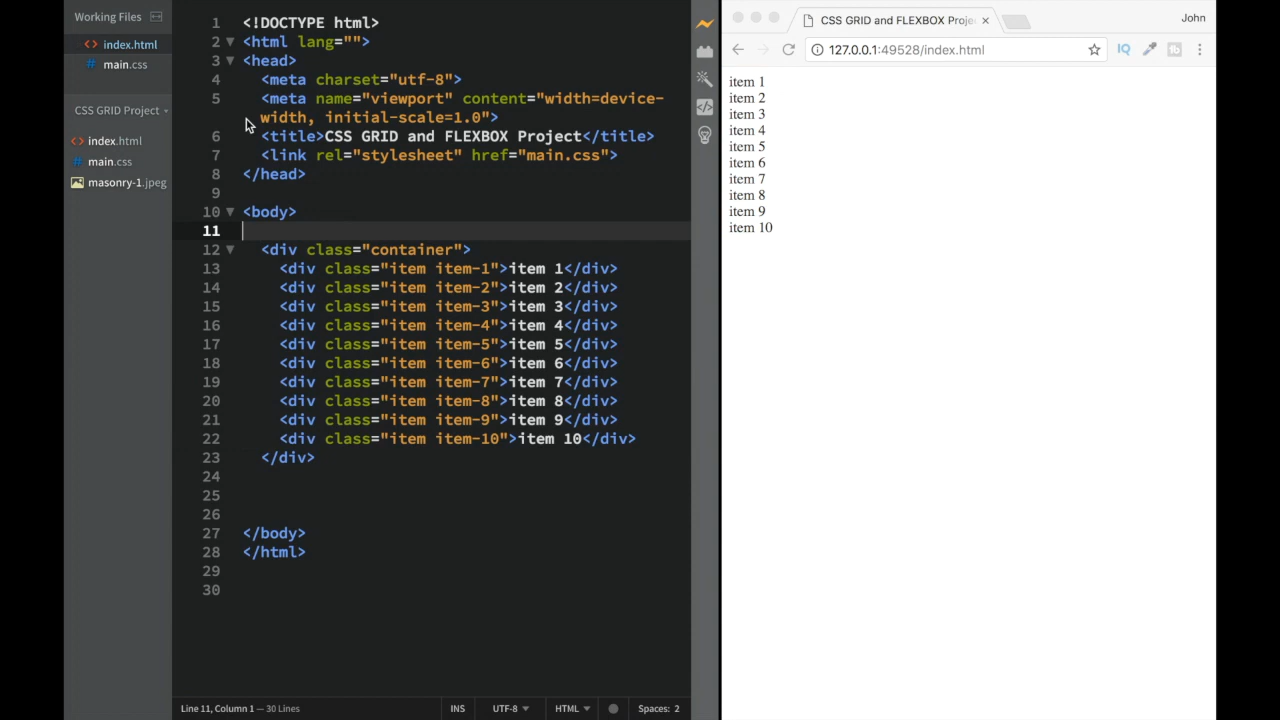 Working Files
<> index.html
# main.css
CSS GRID Project
<> index.html
# main.css
masonry-1.jpeg
1 <!DOCTYPE html>
2 <html lang="">
3 <head>
4 <meta charset="utf-8">
5 <meta name="viewport" content="width=device-
width, initial-scale=1.0">
6 <title>CSS GRID and FLEXBOX Project</title>
7 <link rel="stylesheet" href="main.css">
8 </head>
9
10 <body>
11
12 <div class="container">
13 <div class="item item-1">item 1</div>
14 <div class="item item-2">item 2</div>
15 <div class="item item-3">item 3</div>
16 <div class="item item-4">item 4</div>
17 <div class="item item-5">item 5</div>
18 <div class="item item-6">item 6</div>
19 <div class="item item-7">item 7</div>
20 <div class="item item-8">item 8</div>
21 <div class="item item-9">item 9</div>
22 <div class="item item-10">item 10</div>
23 </div>
24
25
26
27 </body>
28 </html>
29
30
Line 11, Column 1 — 30 Lines INS UTF-8 HTML Spaces: 2
CSS GRID and FLEXBOX Proje John
127.0.0.1:49528/index.html IQ
item 1
item 2
item 3
item 4
item 5
item 6
item 7
item 8
item 9
item 10